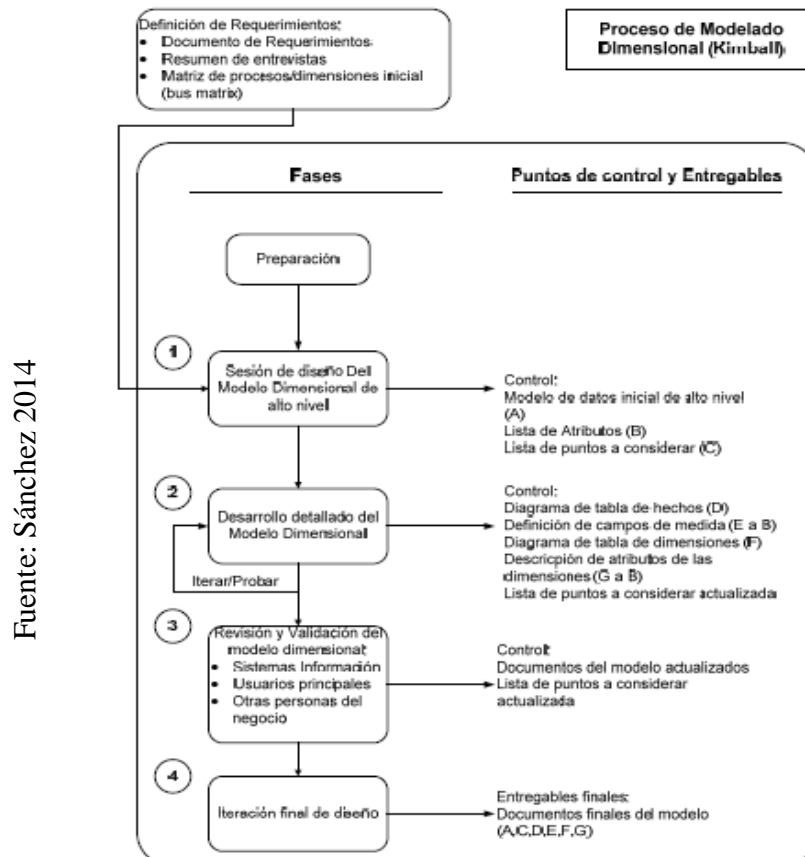 Definición de Requerimientos:
• Documento de Requerimientos
• Resumen de entrevistas
• Matriz de procesos/dimensiones inicial
(bus matrix)
Proceso de Modelado
Dimensional (Kimball)
Fases
Puntos de control y Entregables
Preparación
1
Sesión de diseño Del
Modelo Dimensional de
alto nivel
Control:
Modelo de datos inicial de alto nivel
(A)
Lista de Atributos (B)
Lista de puntos a considerar (C)
2
Desarrollo detallado del
Modelo Dimensional
Iterar/Probar
Control:
Diagrama de tabla de hechos (D)
Definición de campos de medida (E a B)
Diagrama de tabla de dimensiones (F)
Descripción de atributos de las
dimensiones (G a B)
Lista de puntos a considerar actualizada
3
Revisión y Validación del
modelo dimensional:
• Sistemas Información
• Usuarios principales
• Otras personas del
negocio
Control:
Documentos del modelo actualizados
Lista de puntos a considerar
actualizada
4
Iteración final de diseño
Entregables finales:
Documentos finales del modelo
(A,C,D,E,F,G)
Fuente: Sánchez 2014